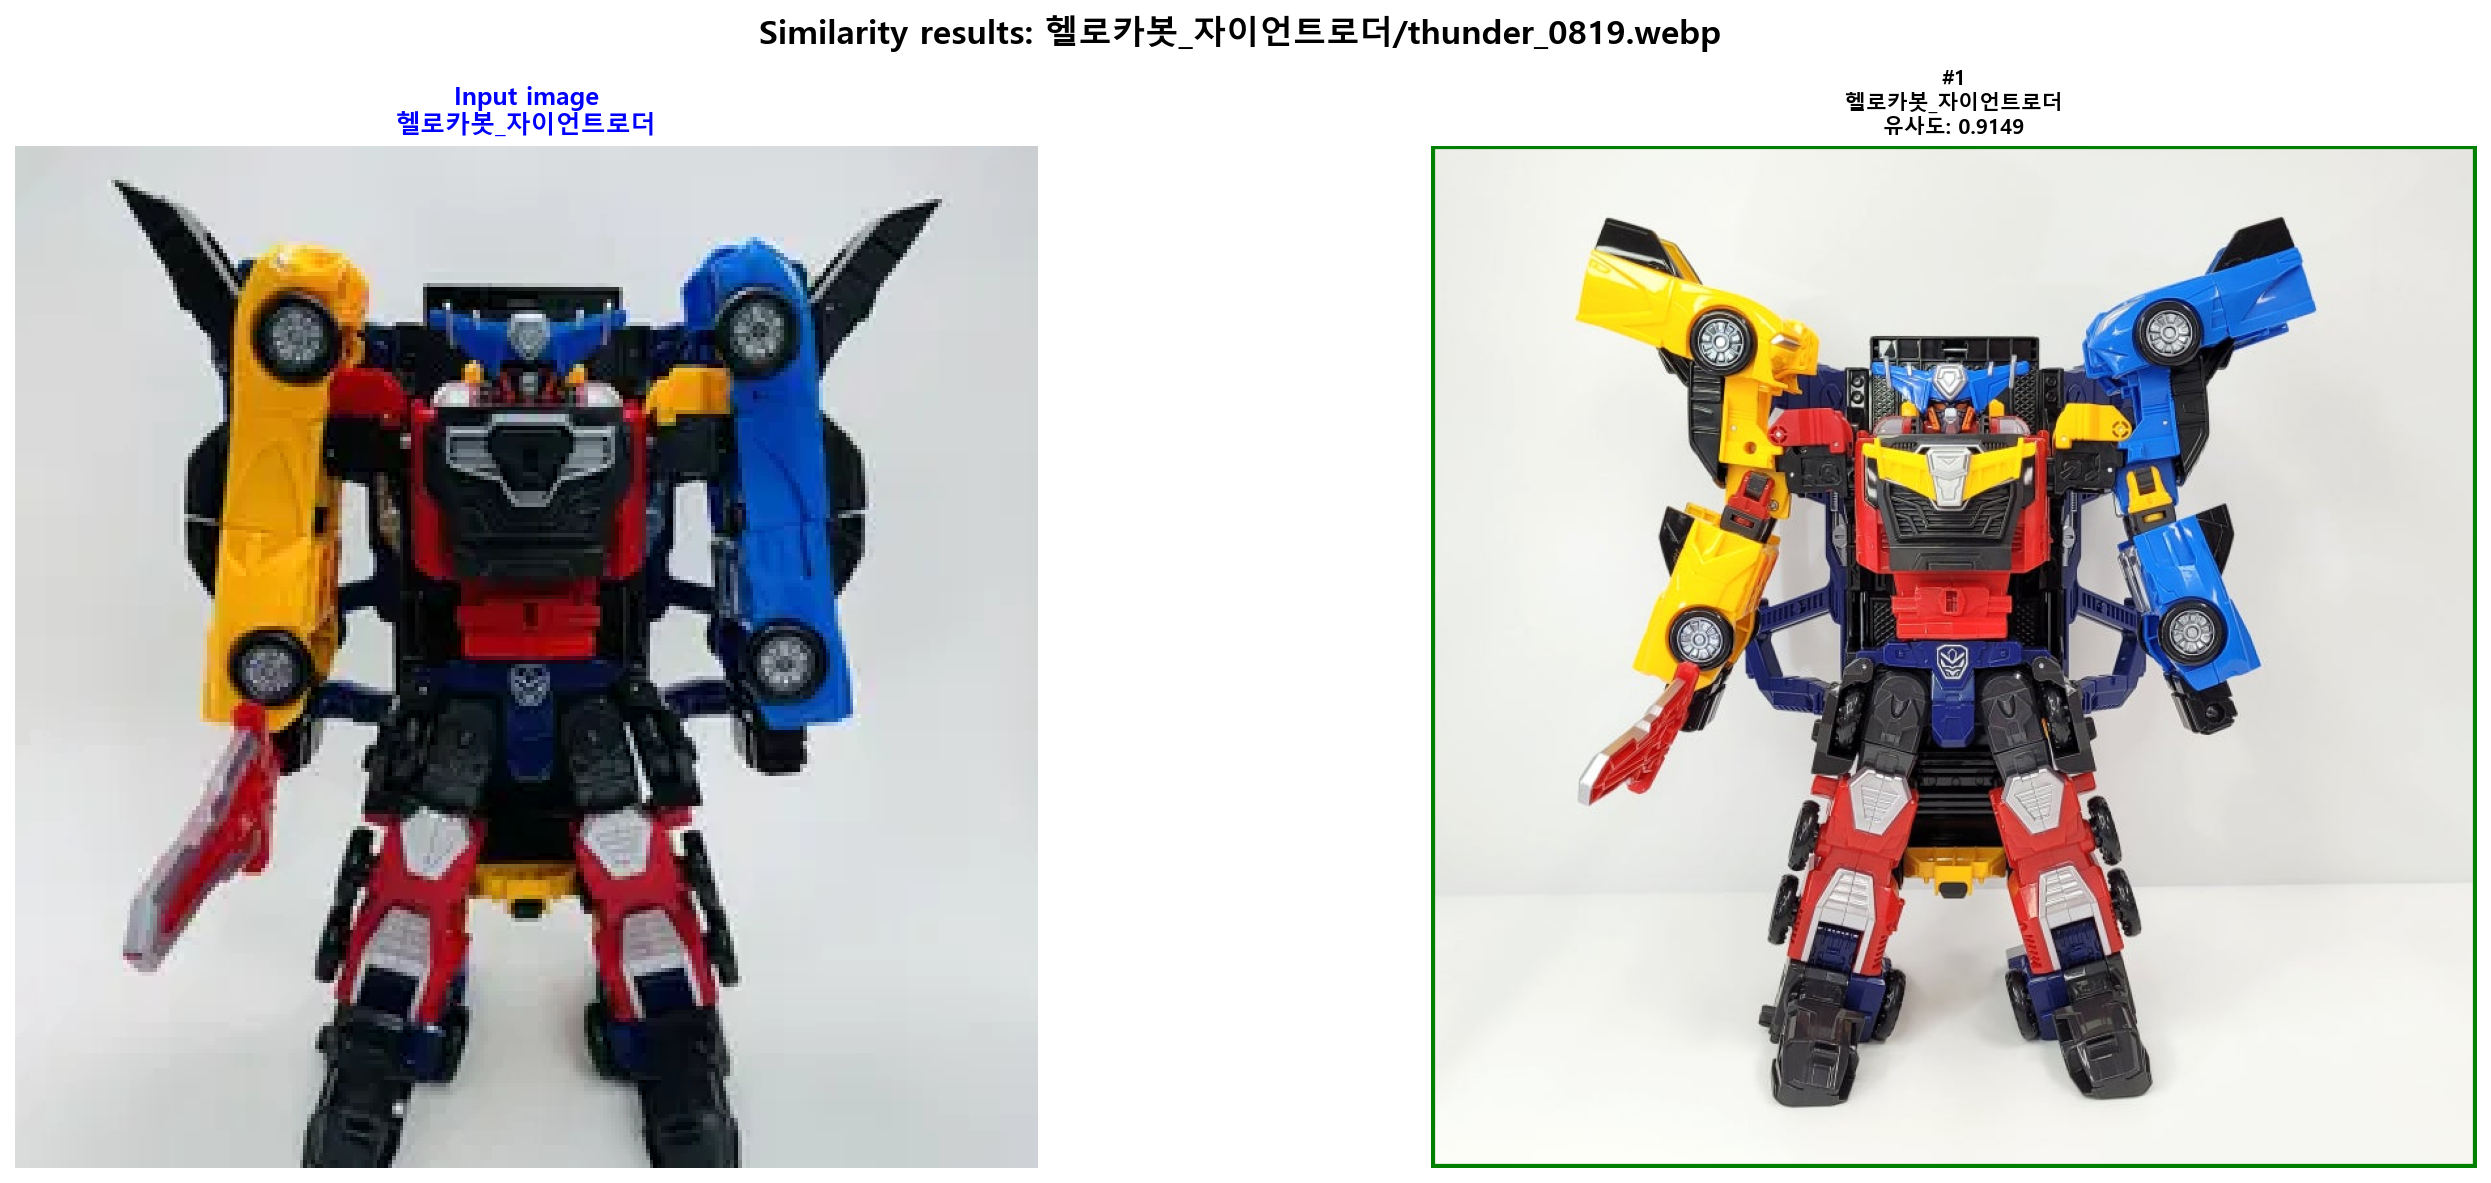 Similarity results: 헬로카봇_자이언트로더/thunder_0819.webp
Input image
헬로카봇_자이언트로더
#1
헬로카봇_자이언트로더
유사도: 0.9149